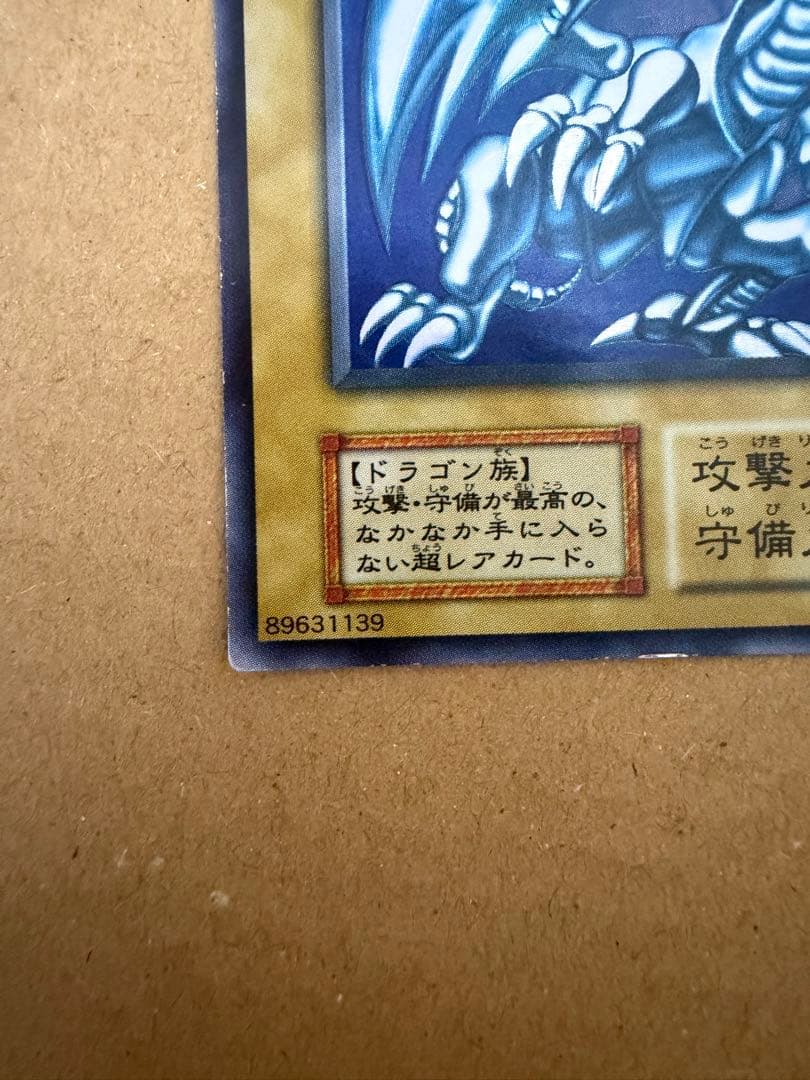 【ドラゴン族】
攻撃・守備が最高の、
なかなか手に入ら
ない超レアカード。
攻撃
守備
89631139